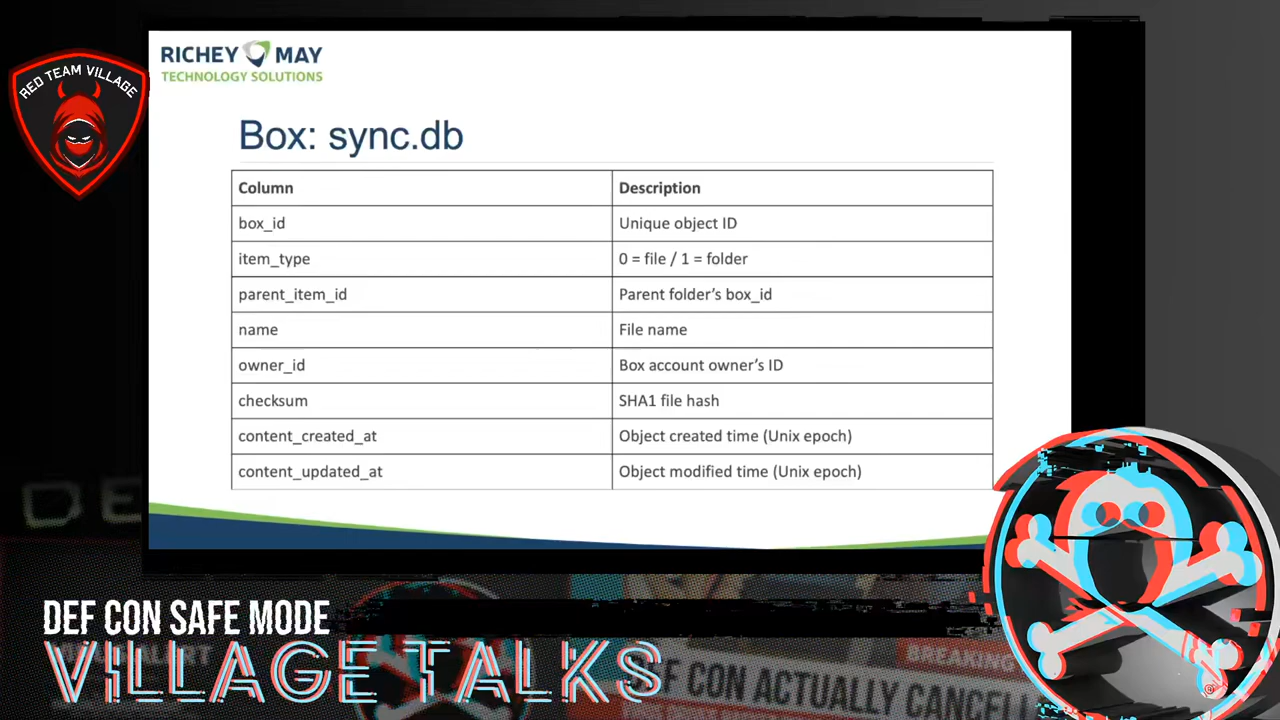 RICHEY MAY
TECHNOLOGY SOLUTIONS
RED TEAM VILLAGE
Box: sync.db
Column Description
box_id Unique object ID
item_type 0 = file / 1 = folder
parent_item_id Parent folder’s box_id
name File name
owner_id Box account owner’s ID
checksum SHA1 file hash
content_created_at Object created time (Unix epoch)
content_updated_at Object modified time (Unix epoch)
DE
DEF CON SAFE MODE
VILLAGE TALKS
BREAKING
DEF CON ACTUALLY CANCELL